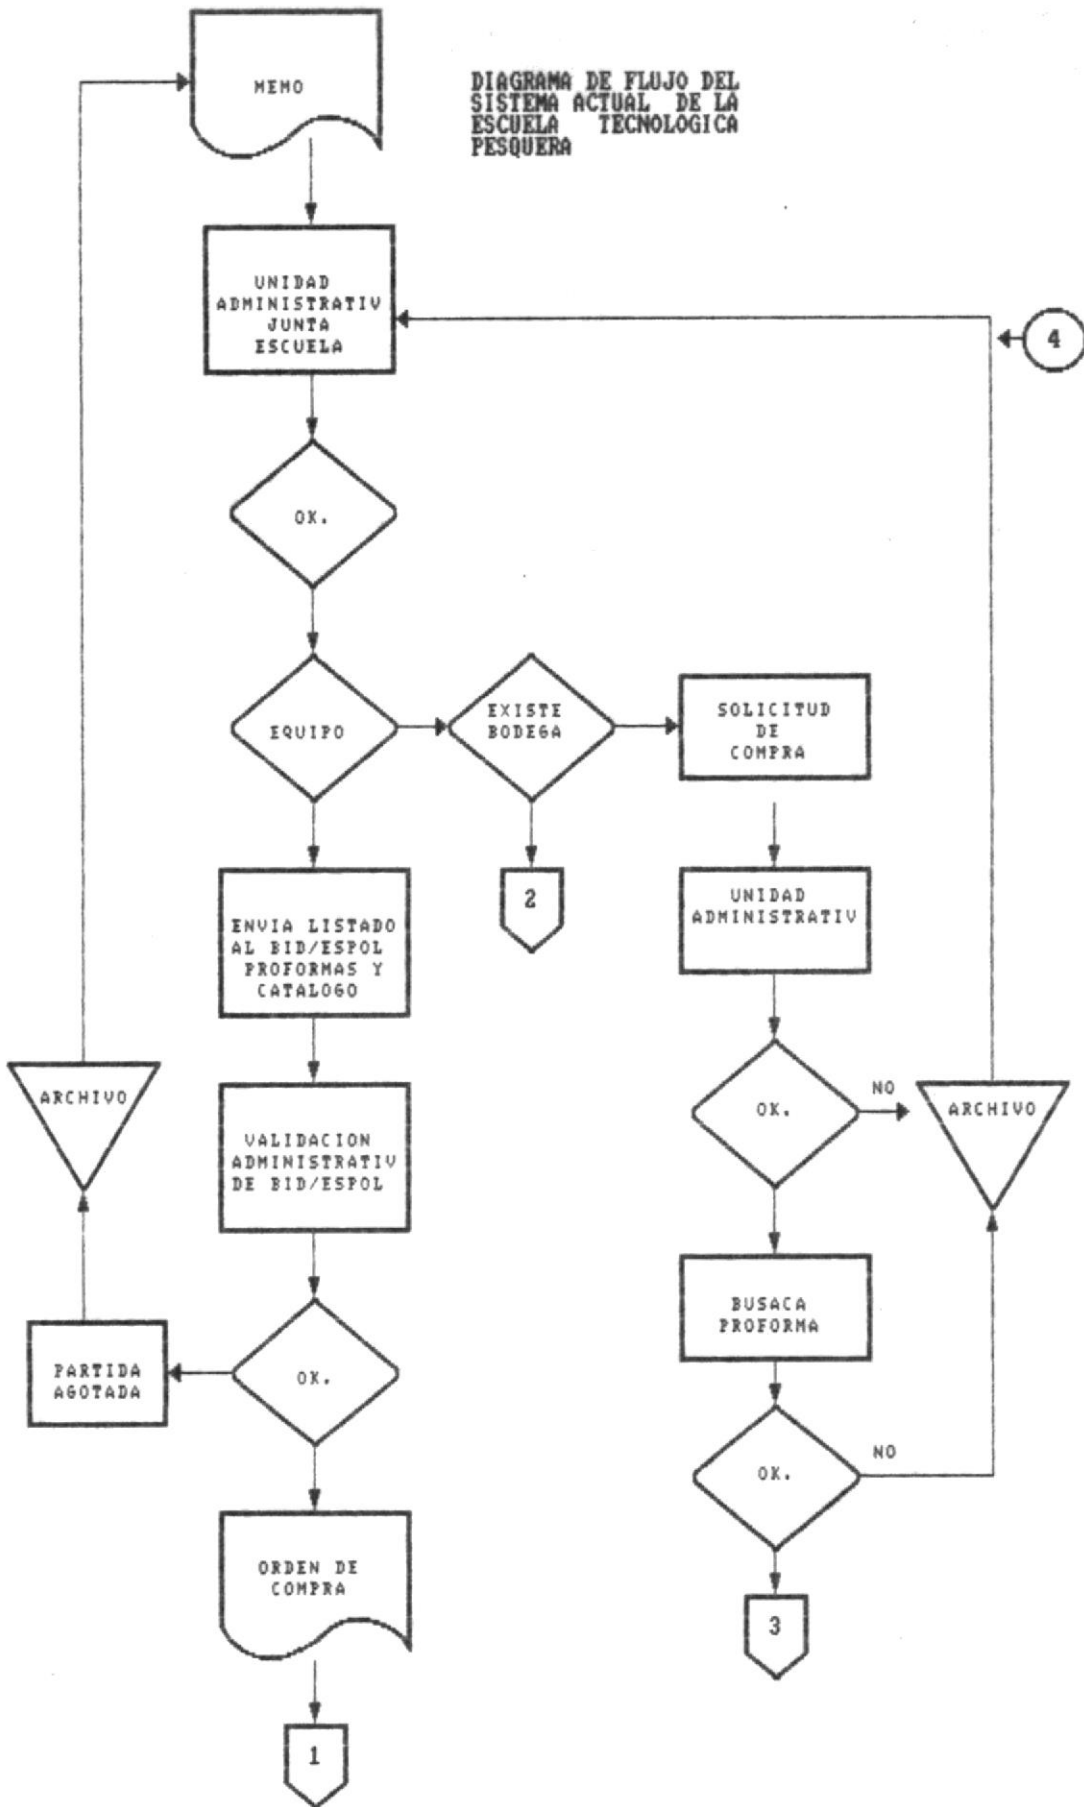 MEMO
DIAGRAMA DE FLUJO DEL
SISTEMA ACTUAL DE LA
ESCUELA TECNOLOGICA
PESQUERA
UNIDAD
ADMINISTRATIV
JUNTA
ESCUELA
4
OK.
EQUIPO
EXISTE
BODEGA
SOLICITUD
DE
COMPRA
2
UNIDAD
ADMINISTRATIV
ENVIA LISTADO
AL BID/ESPOL
PROFORMAS Y
CATALOGO
ARCHIVO
OK.
NO
ARCHIVO
VALIDACION
ADMINISTRATIV
DE BID/ESPOL
BUSACA
PROFORMA
PARTIDA
AGOTADA
OK.
OK.
NO
ORDEN DE
COMPRA
3
1